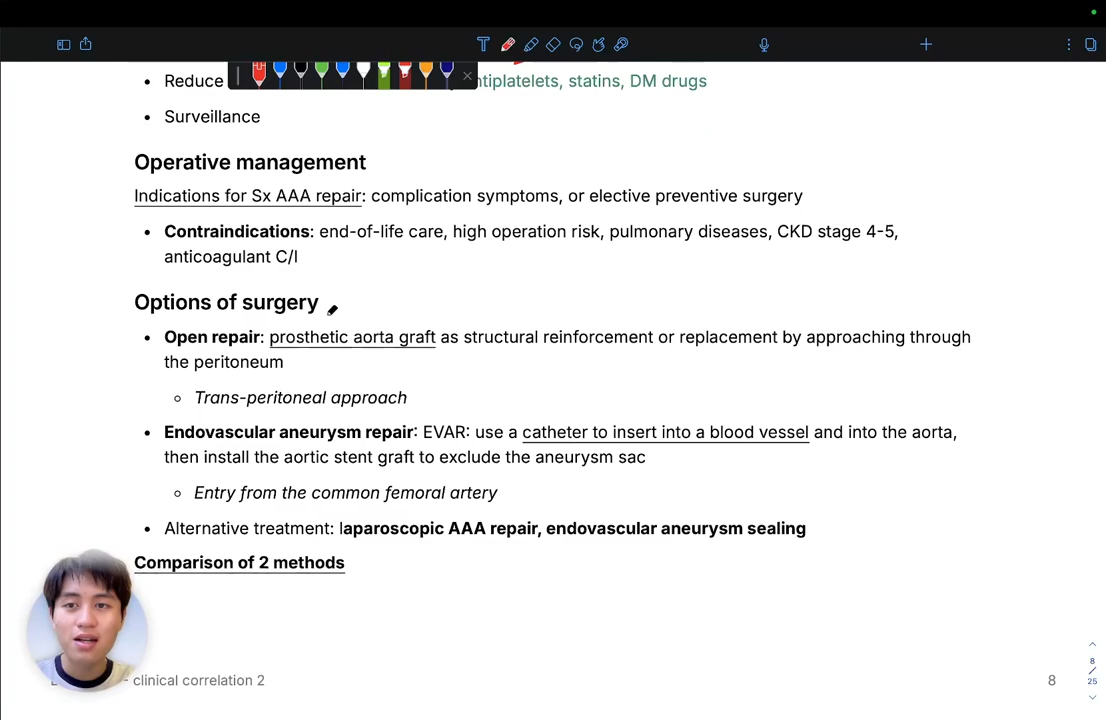 • Reduce ntiplatelets, statins, DM drugs
• Surveillance
Operative management
Indications for Sx AAA repair: complication symptoms, or elective preventive surgery
• Contraindications: end-of-life care, high operation risk, pulmonary diseases, CKD stage 4-5,
anticoagulant C/I
Options of surgery
• Open repair: prosthetic aorta graft as structural reinforcement or replacement by approaching through
the peritoneum
◦ Trans-peritoneal approach
• Endovascular aneurysm repair: EVAR: use a catheter to insert into a blood vessel and into the aorta,
then install the aortic stent graft to exclude the aneurysm sac
◦ Entry from the common femoral artery
• Alternative treatment: laparoscopic AAA repair, endovascular aneurysm sealing
Comparison of 2 methods
clinical correlation 2
8
8
/
25